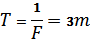 T = 1/F = 3m